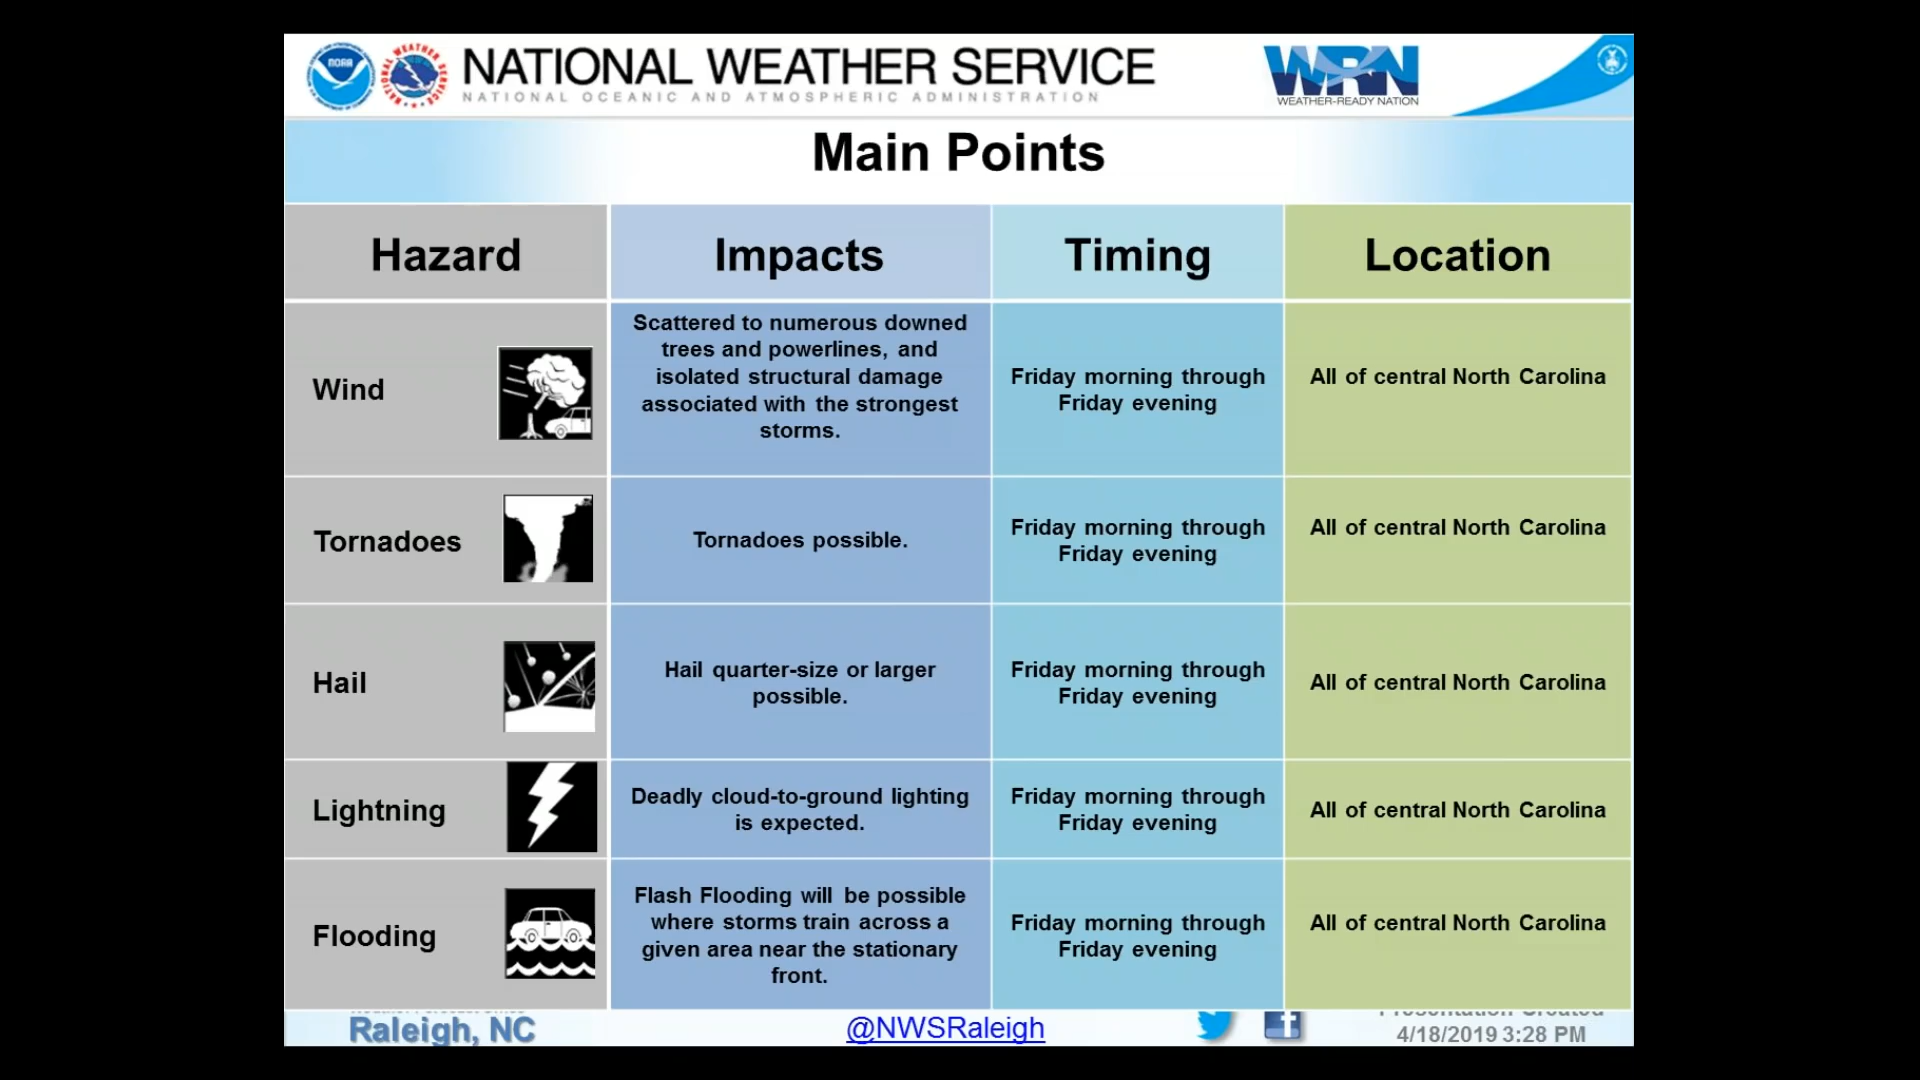 NOAA
NATIONAL WEATHER SERVICE
NATIONAL OCEANIC AND ATMOSPHERIC ADMINISTRATION
WRN
WEATHER-READY NATION
Main Points
Hazard
Impacts
Timing
Location
Wind
Scattered to numerous downed
trees and powerlines, and
isolated structural damage
associated with the strongest
storms.
Friday morning through
Friday evening
All of central North Carolina
Tornadoes
Tornadoes possible.
Friday morning through
Friday evening
All of central North Carolina
Hail
Hail quarter-size or larger
possible.
Friday morning through
Friday evening
All of central North Carolina
Lightning
Deadly cloud-to-ground lighting
is expected.
Friday morning through
Friday evening
All of central North Carolina
Flooding
Flash Flooding will be possible
where storms train across a
given area near the stationary
front.
Friday morning through
Friday evening
All of central North Carolina
Raleigh, NC
@NWSRaleigh
Presentation Created
4/18/2019 3:28 PM